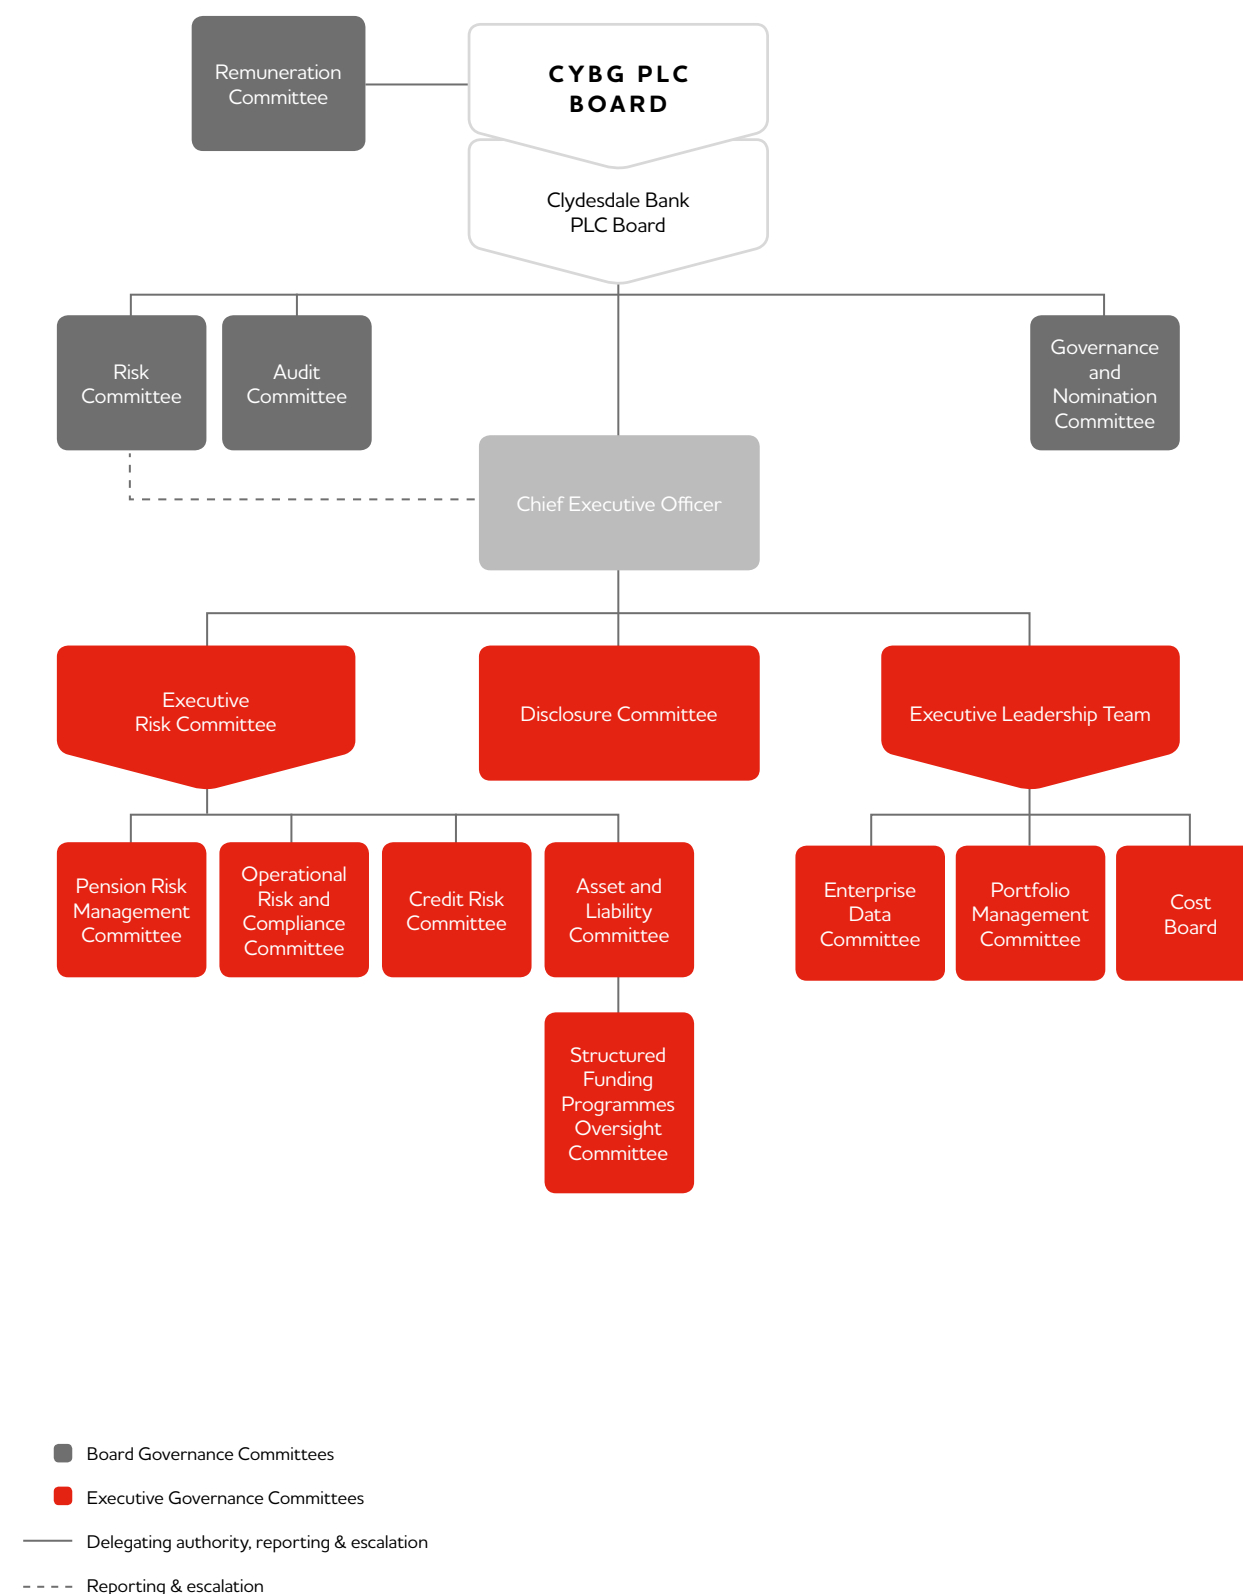 Remuneration
Committee
CYBG PLC
BOARD
Clydesdale Bank
PLC Board
Risk
Committee
Audit
Committee
Governance
and
Nomination
Committee
Chief Executive Officer
Executive
Risk Committee
Disclosure Committee
Executive Leadership Team
Pension Risk
Management
Committee
Operational
Risk and
Compliance
Committee
Credit Risk
Committee
Asset and
Liability
Committee
Enterprise
Data
Committee
Portfolio
Management
Committee
Cost
Board
Structured
Funding
Programmes
Oversight
Committee
Board Governance Committees
Executive Governance Committees
Delegating authority, reporting & escalation
Reporting & escalation